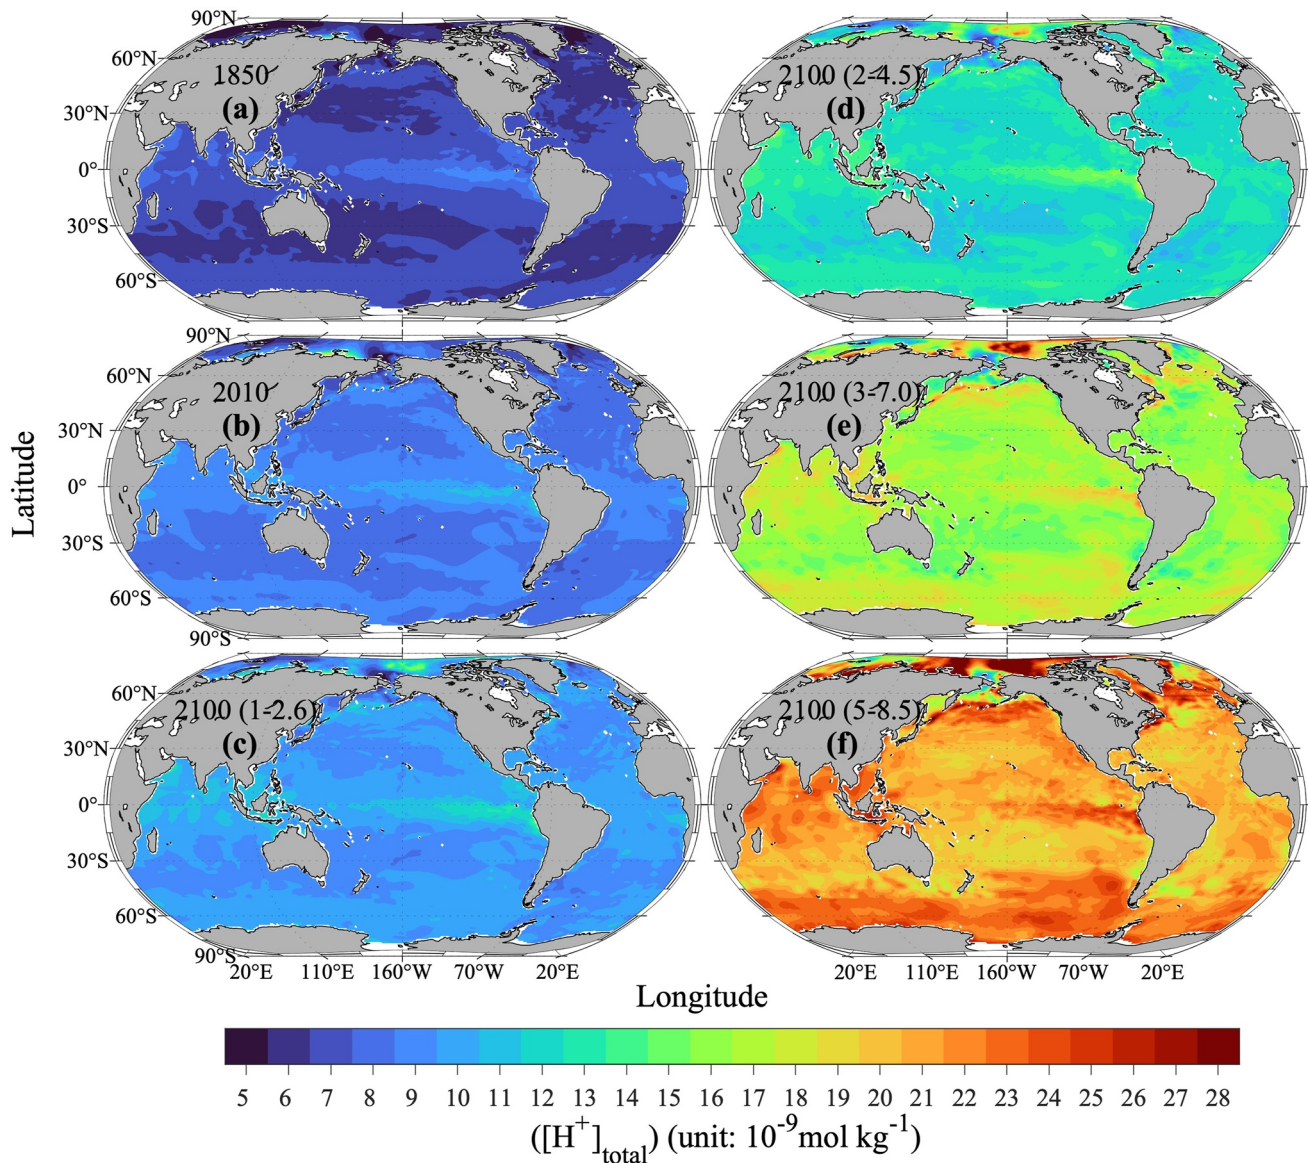 90°N
60°N
30°N
0°
30°S
60°S
1850
(a)
2100 (2-4.5)
(d)
90°N
60°N
30°N
0°
30°S
60°S
90°S
2010
(b)
2100 (3-7.0)
(e)
60°N
30°N
0°
30°S
60°S
90°S
2100 (1-2.6)
(c)
2100 (5-8.5)
(f)
Latitude
20°E 110°E 160°W 70°W 20°E
20°E 110°E 160°W 70°W 20°E
Longitude
5 6 7 8 9 10 11 12 13 14 15 16 17 18 19 20 21 22 23 24 25 26 27 28
([H+]total) (unit: 10-9mol kg-1)